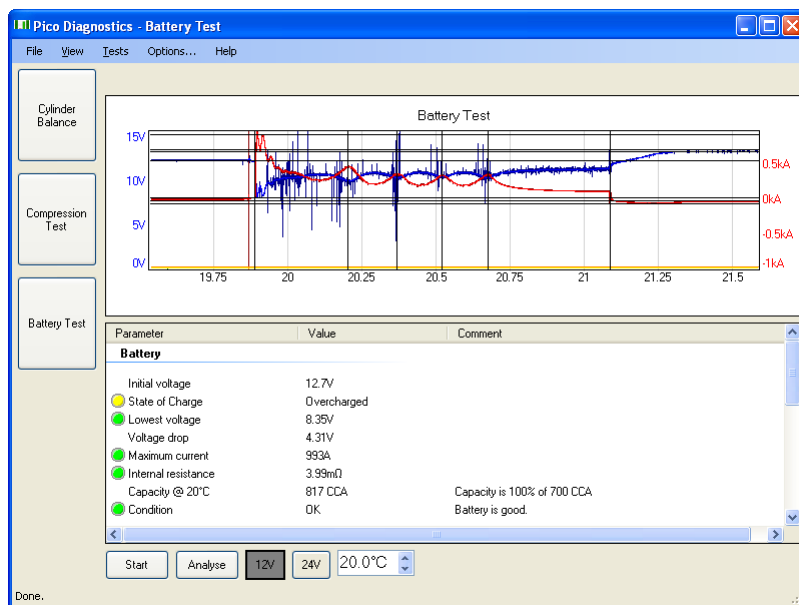 Pico Diagnostics - Battery Test
File View Tests Options... Help
Cylinder
Balance
Compression
Test
Battery Test
Battery Test
15V
10V
5V
0V
0.5kA
0kA
-0.5kA
-1kA
19.75 20 20.25 20.5 20.75 21 21.25 21.5
Parameter Value Comment
Battery
Initial voltage 12.7V
State of Charge Overcharged
Lowest voltage 8.35V
Voltage drop 4.31V
Maximum current 993A
Internal resistance 3.99mΩ
Capacity @ 20°C 817 CCA Capacity is 100% of 700 CCA
Condition OK Battery is good.
Start Analyse 12V 24V 20.0°C
Done.